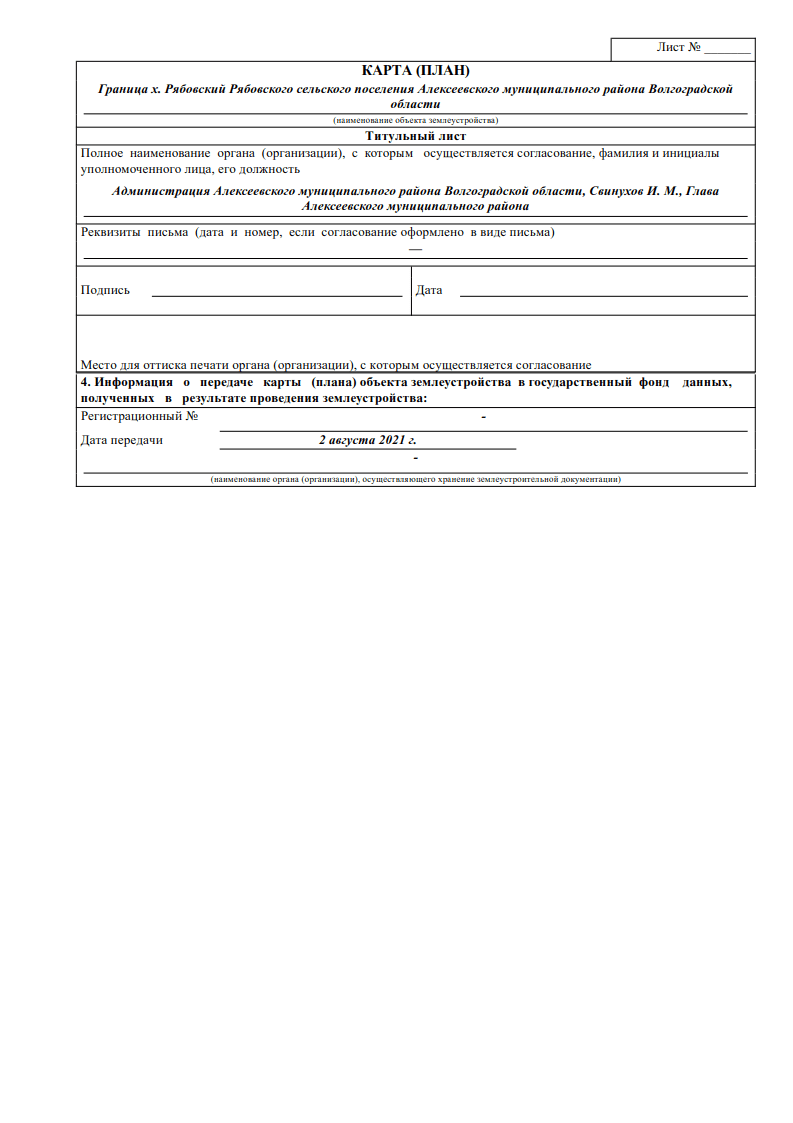 Лист № _______
КАРТА (ПЛАН)
Граница х. Рябовский Рябовского сельского поселения Алексеевского муниципального района Волгоградской
области
(наименование объекта землеустройства)
Титульный лист
Полное наименование органа (организации), с которым осуществляется согласование, фамилия и инициалы
уполномоченного лица, его должность
Администрация Алексеевского муниципального района Волгоградской области, Свинухов И. М., Глава
Алексеевского муниципального района
Реквизиты письма (дата и номер, если согласование оформлено в виде письма)
—
Подпись Дата
Место для оттиска печати органа (организации), с которым осуществляется согласование
4. Информация о передаче карты (плана) объекта землеустройства в государственный фонд данных,
полученных в результате проведения землеустройства:
Регистрационный № -
Дата передачи 2 августа 2021 г.
-
(наименование органа (организации), осуществляющего хранение землеустроительной документации)